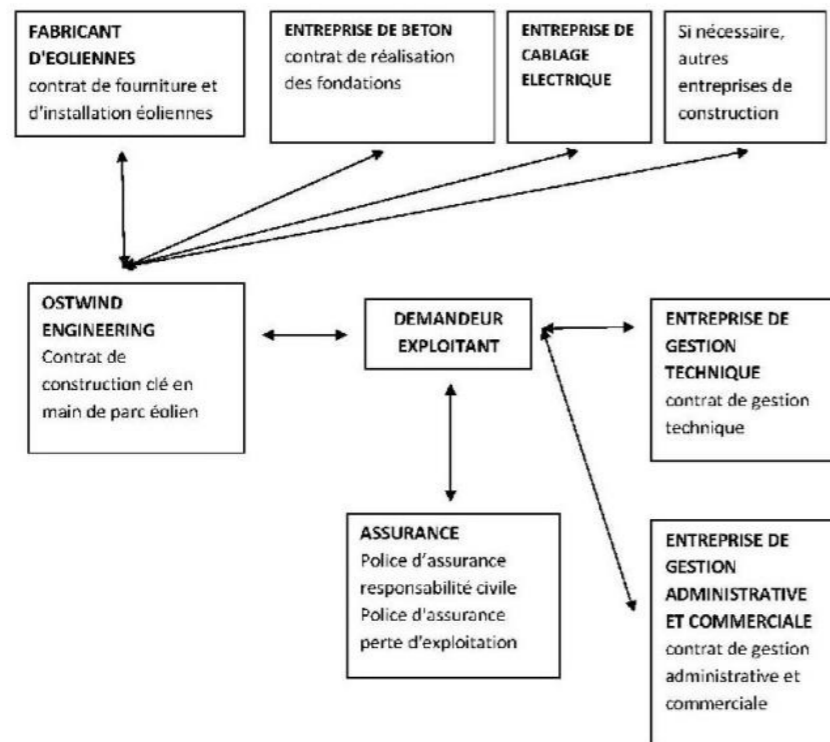 FABRICANT
D'EOLIENNES
contrat de fourniture et
d'installation éoliennes
ENTREPRISE DE BETON
contrat de réalisation
des fondations
ENTREPRISE DE
CABLAGE
ELECTRIQUE
Si nécessaire,
autres
entreprises de
construction
OSTWIND
ENGINEERING
Contrat de
construction clé en
main de parc éolien
DEMANDEUR
EXPLOITANT
ENTREPRISE DE
GESTION
TECHNIQUE
contrat de gestion
technique
ASSURANCE
Police d'assurance
responsabilité civile
Police d'assurance
perte d'exploitation
ENTREPRISE DE
GESTION
ADMINISTRATIVE
ET COMMERCIALE
contrat de gestion
administrative et
commerciale